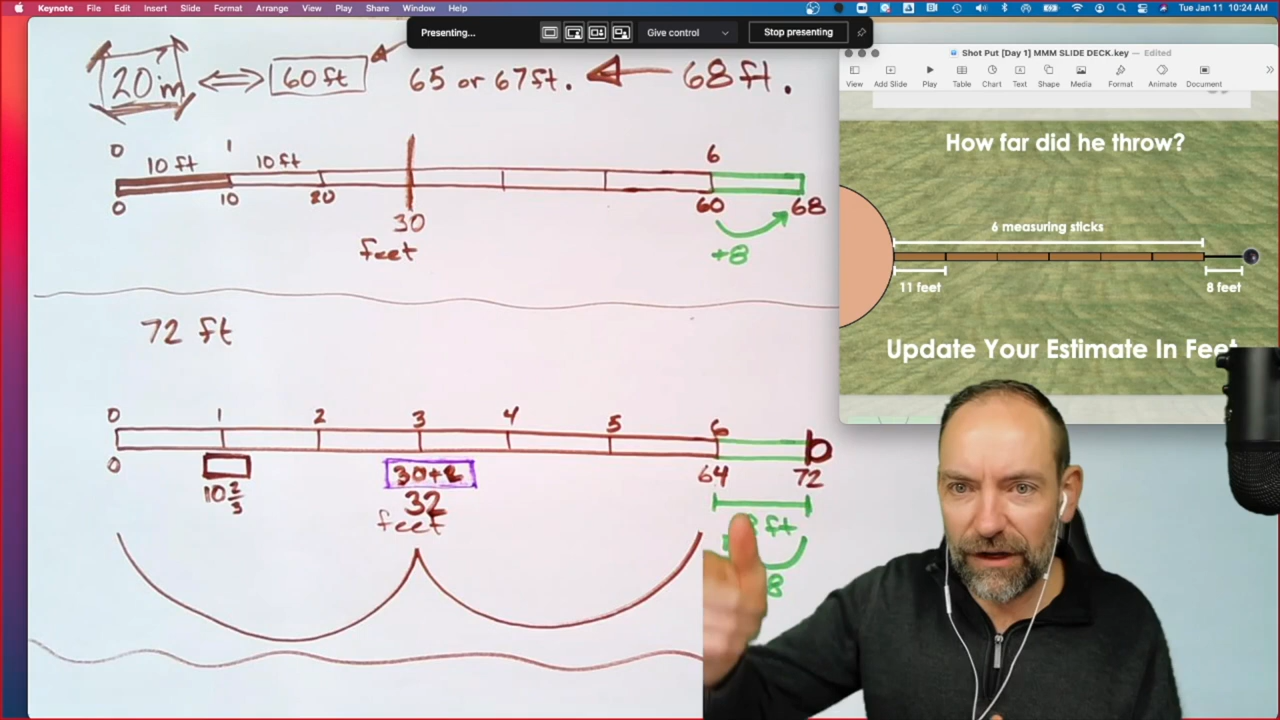 Keynote File Edit Insert Slide Format Arrange View Play Share Window Help Tue Jan 11 10:24 AM
Presenting... Give control Stop presenting
Shot Put [Day 1] MMM SLIDE DECK.key — Edited
View Add Slide Play Table Chart Text Shape Media Format Animate Document
How far did he throw?
6 measuring sticks
11 feet 8 feet
Update Your Estimate In Feet
20 m ⟺ 60 ft 65 or 67 ft. ← 68 ft.
0 1 6
10 ft 10 ft
0 10 20 60 68
30
feet +8
72 ft
0 1 2 3 4 5 6
0 30+2 64 72
10 2/3 32
feet 8 ft
8